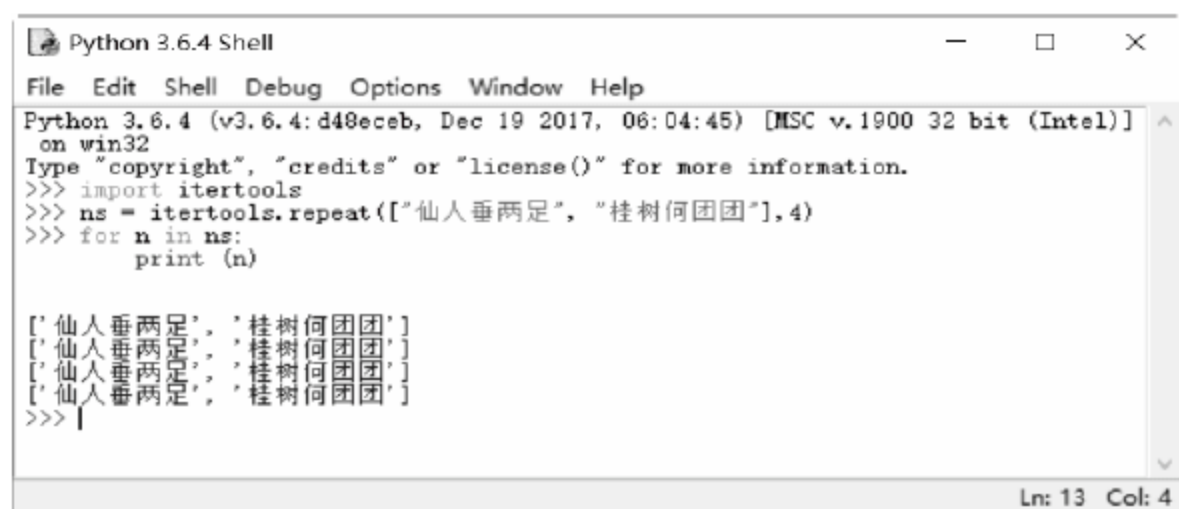 Python 3.6.4 Shell
File Edit Shell Debug Options Window Help
Python 3.6.4 (v3.6.4:d48eceb, Dec 19 2017, 06:04:45) [MSC v.1900 32 bit (Intel)]
 on win32
Type "copyright", "credits" or "license()" for more information.
>>> import itertools
>>> ns = itertools.repeat(["仙人垂两足", "桂树何团团"],4)
>>> for n in ns:
        print (n)
['仙人垂两足', '桂树何团团']
['仙人垂两足', '桂树何团团']
['仙人垂两足', '桂树何团团']
['仙人垂两足', '桂树何团团']
>>>
Ln: 13 Col: 4